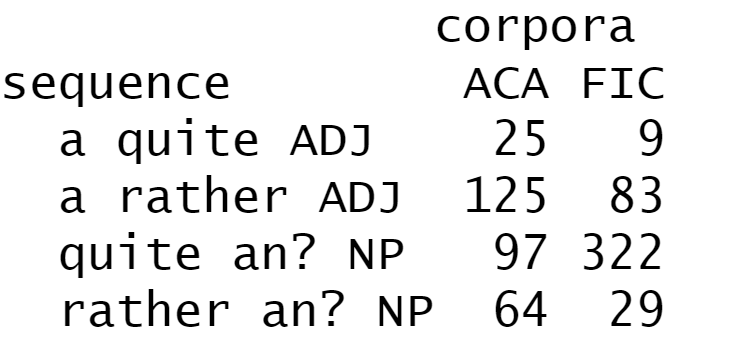 corpora
sequence ACA FIC
a quite ADJ 25 9
a rather ADJ 125 83
quite an? NP 97 322
rather an? NP 64 29